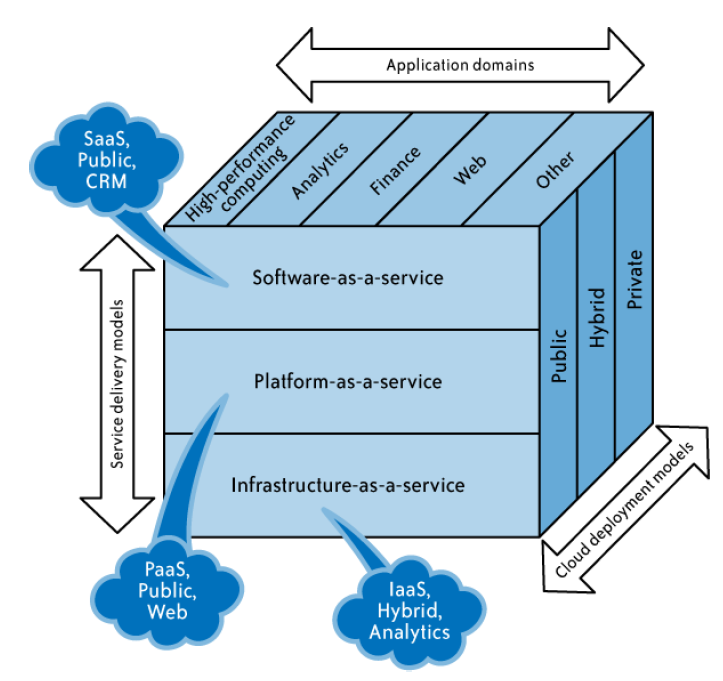 Application domains
SaaS,
Public,
CRM
High-performance
computing
Analytics
Finance
Web
Other
Service delivery models
Software-as-a-service
Platform-as-a-service
Infrastructure-as-a-service
Public
Hybrid
Private
Cloud deployment models
PaaS,
Public,
Web
IaaS,
Hybrid,
Analytics